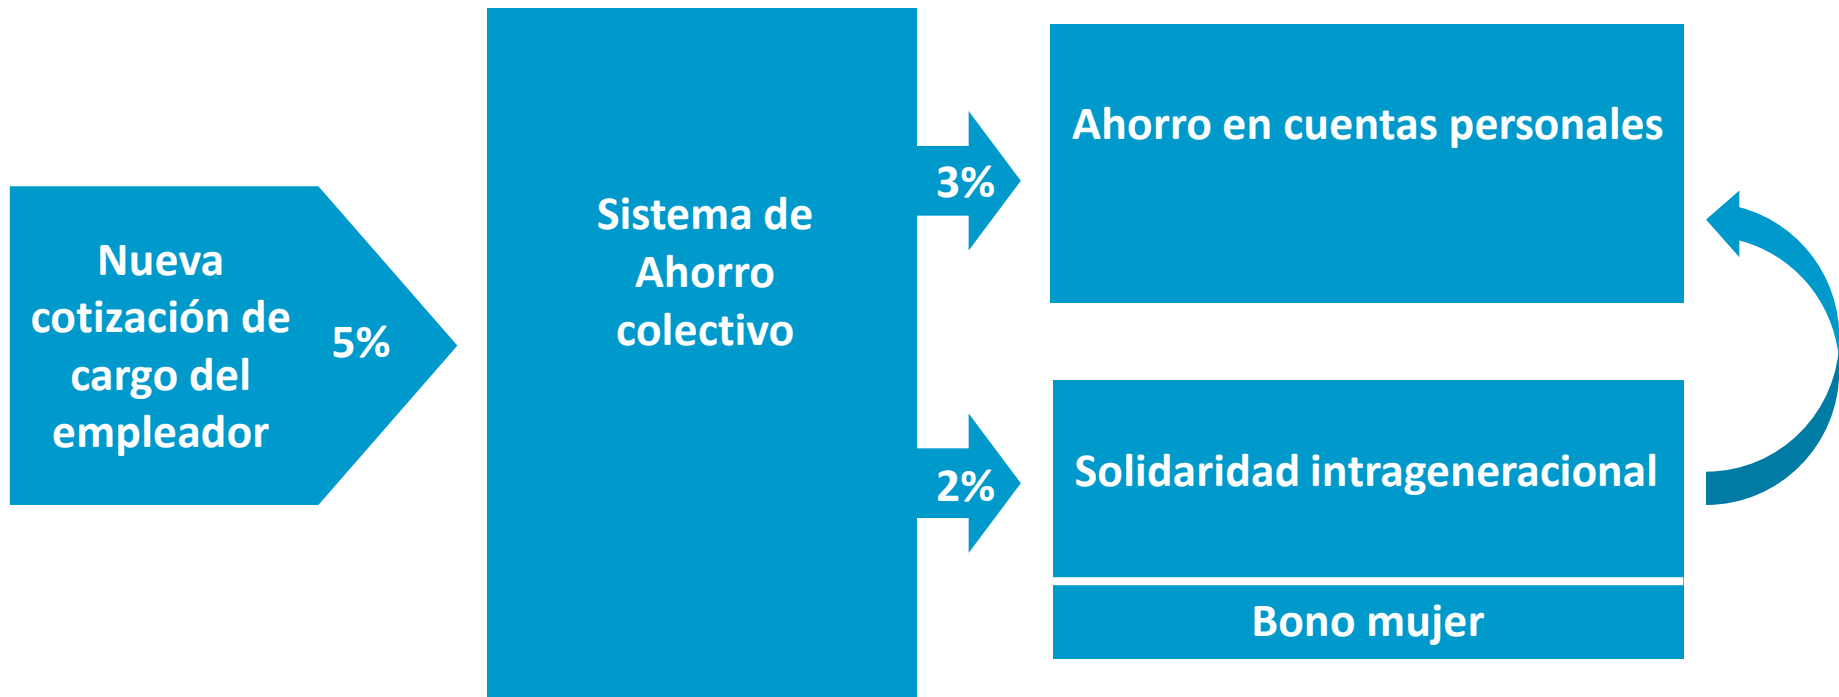 Nueva
cotización de
cargo del
empleador
5%
Sistema de
Ahorro
colectivo
3%
2%
Ahorro en cuentas personales
Solidaridad intrageneracional
Bono mujer